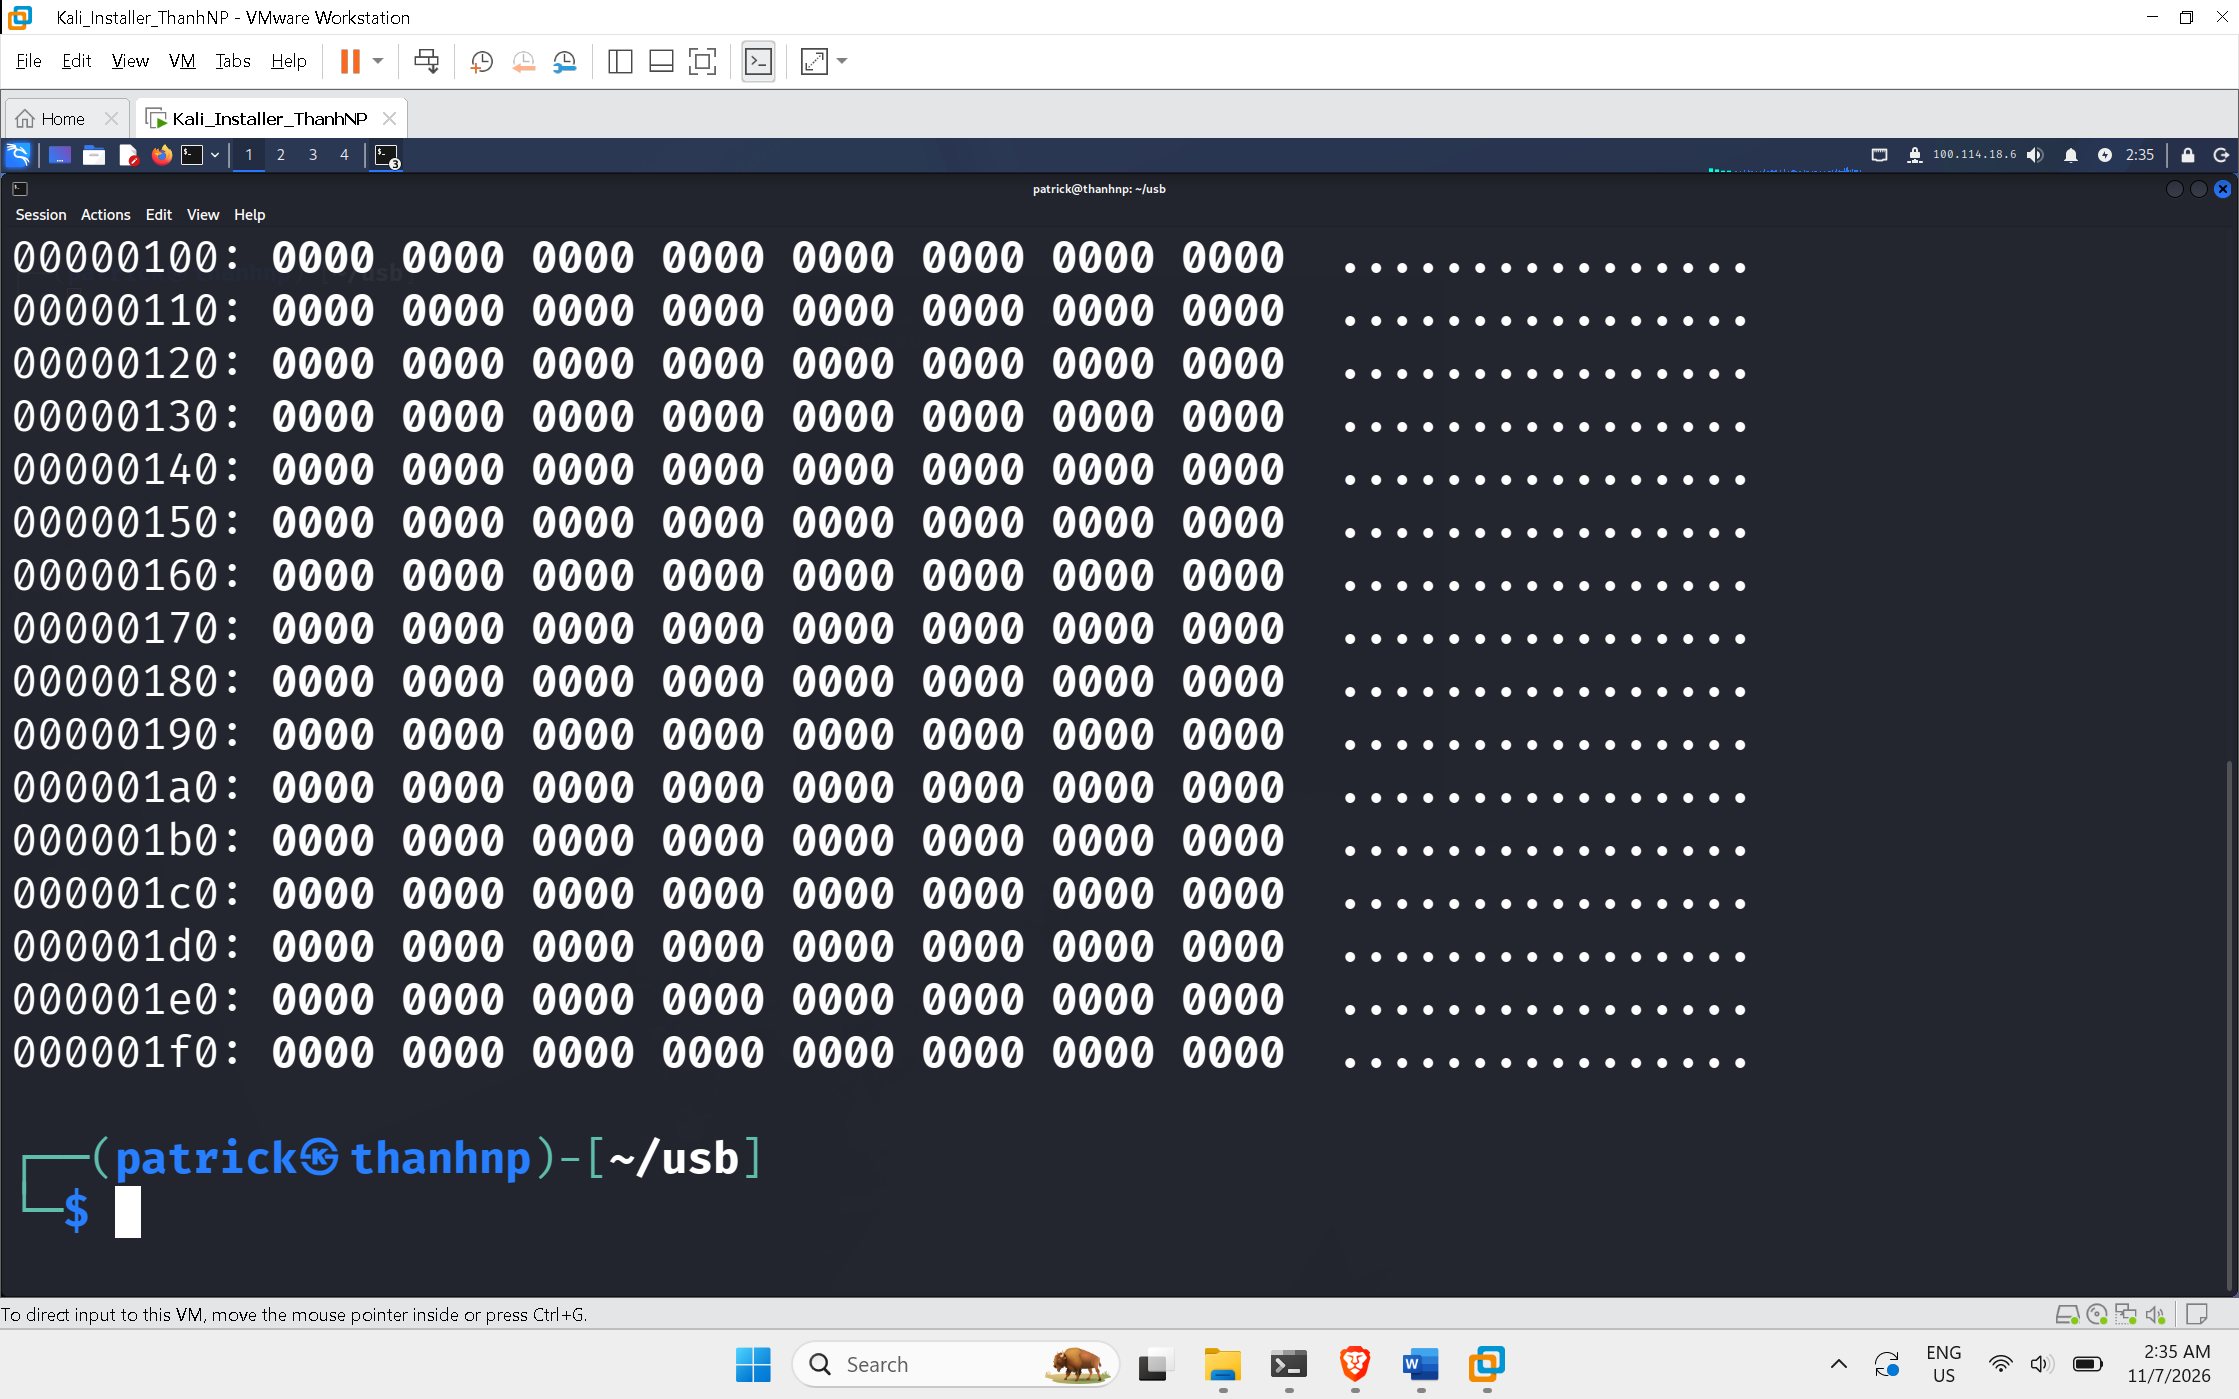 Kali_Installer_ThanhNP - VMware Workstation
File Edit View VM Tabs Help
Home Kali_Installer_ThanhNP
1 2 3 4 3 100.114.18.6 2:35
patrick@thanhnp: ~/usb
Session Actions Edit View Help
00000100: 0000 0000 0000 0000 0000 0000 0000 0000 ................
00000110: 0000 0000 0000 0000 0000 0000 0000 0000 ................
00000120: 0000 0000 0000 0000 0000 0000 0000 0000 ................
00000130: 0000 0000 0000 0000 0000 0000 0000 0000 ................
00000140: 0000 0000 0000 0000 0000 0000 0000 0000 ................
00000150: 0000 0000 0000 0000 0000 0000 0000 0000 ................
00000160: 0000 0000 0000 0000 0000 0000 0000 0000 ................
00000170: 0000 0000 0000 0000 0000 0000 0000 0000 ................
00000180: 0000 0000 0000 0000 0000 0000 0000 0000 ................
00000190: 0000 0000 0000 0000 0000 0000 0000 0000 ................
000001a0: 0000 0000 0000 0000 0000 0000 0000 0000 ................
000001b0: 0000 0000 0000 0000 0000 0000 0000 0000 ................
000001c0: 0000 0000 0000 0000 0000 0000 0000 0000 ................
000001d0: 0000 0000 0000 0000 0000 0000 0000 0000 ................
000001e0: 0000 0000 0000 0000 0000 0000 0000 0000 ................
000001f0: 0000 0000 0000 0000 0000 0000 0000 0000 ................
┌──(patrick㉿thanhnp)-[~/usb]
└─$
To direct input to this VM, move the mouse pointer inside or press Ctrl+G.
Search
ENG
US
2:35 AM
11/7/2026